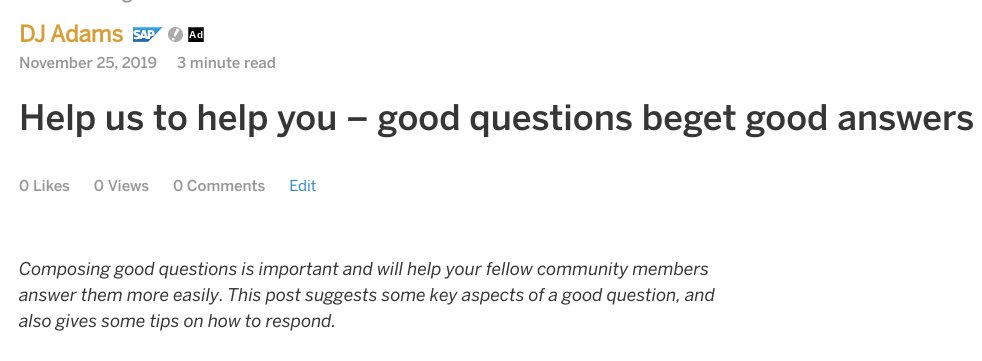 DJ Adams SAP Ad
November 25, 2019 3 minute read
Help us to help you – good questions beget good answers
0 Likes 0 Views 0 Comments Edit
Composing good questions is important and will help your fellow community members
answer them more easily. This post suggests some key aspects of a good question, and
also gives some tips on how to respond.